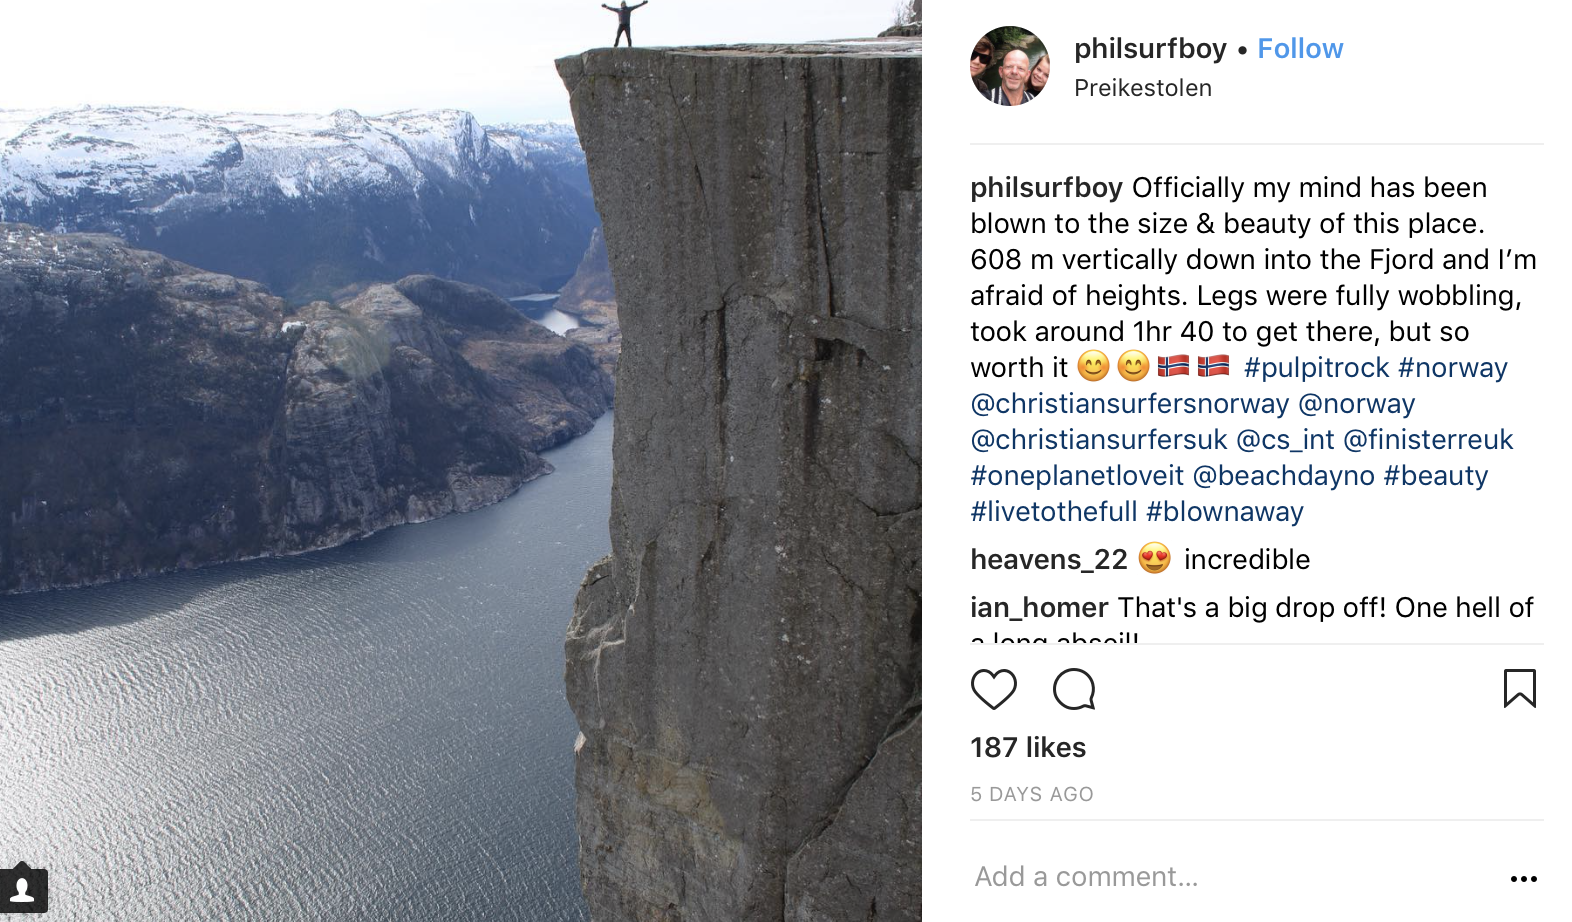 philsurfboy • Follow
Preikestolen
philsurfboy Officially my mind has been
blown to the size & beauty of this place.
608 m vertically down into the Fjord and I’m
afraid of heights. Legs were fully wobbling,
took around 1hr 40 to get there, but so
worth it 😊😊🇳🇴🇳🇴 #pulpitrock #norway
@christiansurfersnorway @norway
@christiansurfersuk @cs_int @finisterreuk
#oneplanetloveit @beachdayno #beauty
#livetothefull #blownaway
heavens_22 😍 incredible
ian_homer That's a big drop off! One hell of
a long abseil!
187 likes
5 DAYS AGO
Add a comment...